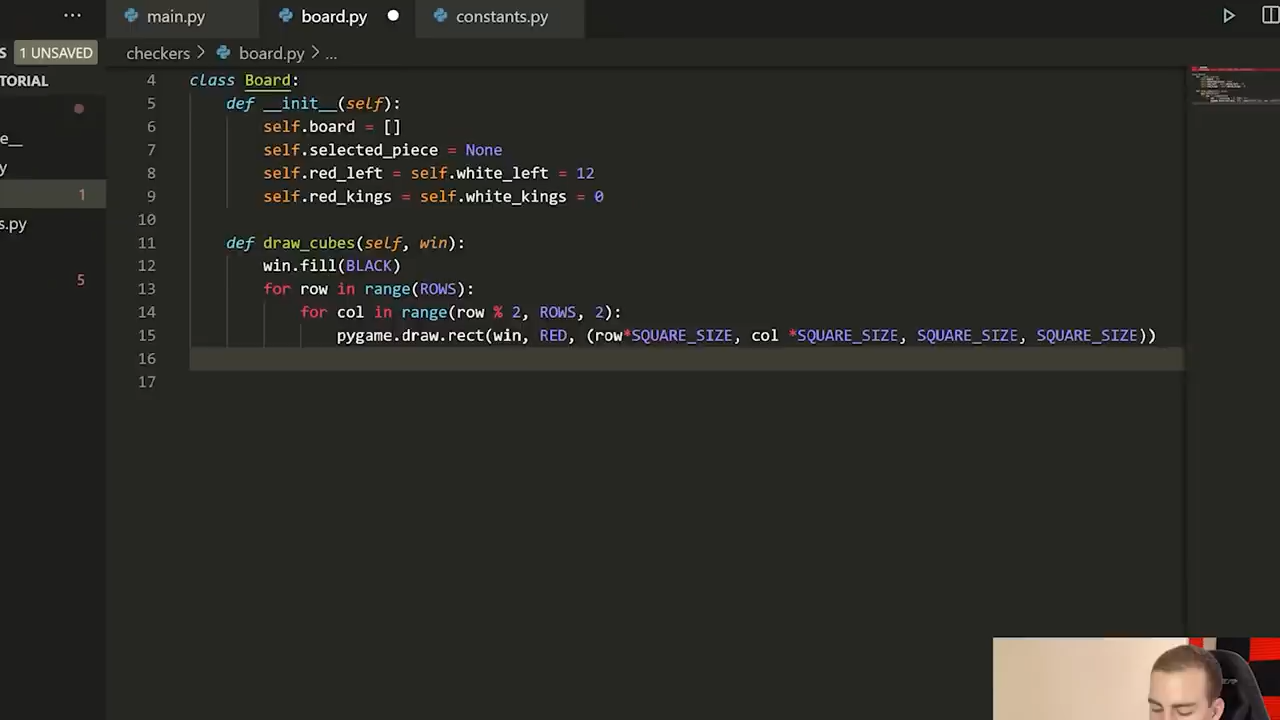 ··· main.py board.py ● constants.py
S 1 UNSAVED checkers > board.py > ...
TORIAL
e__
y
1
s.py
5
4 class Board:
5 def __init__(self):
6 self.board = []
7 self.selected_piece = None
8 self.red_left = self.white_left = 12
9 self.red_kings = self.white_kings = 0
10
11 def draw_cubes(self, win):
12 win.fill(BLACK)
13 for row in range(ROWS):
14 for col in range(row % 2, ROWS, 2):
15 pygame.draw.rect(win, RED, (row*SQUARE_SIZE, col *SQUARE_SIZE, SQUARE_SIZE, SQUARE_SIZE))
16
17